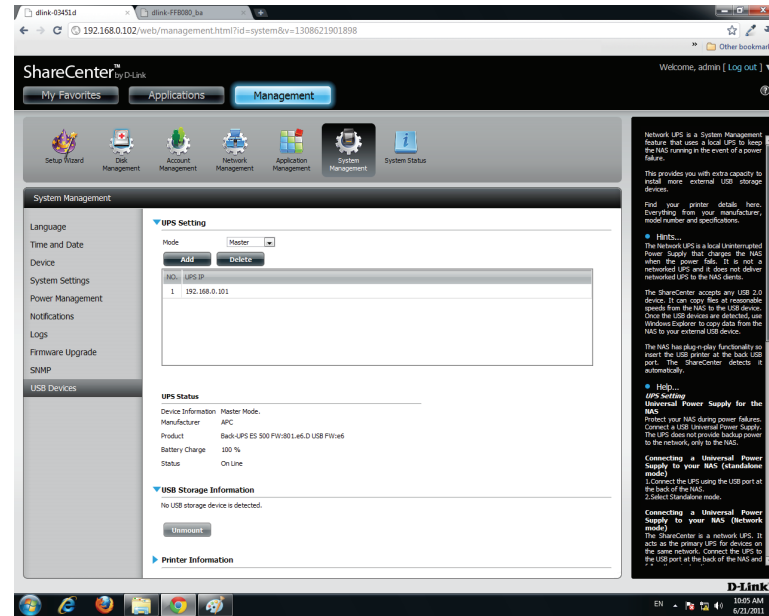 dlink-03451d
dlink-FFB080_ba
192.168.0.102/web/management.html?id=system&v=1308621901898
Other bookmar
ShareCenter™ by D-Link
Welcome, admin [ Log out ]
My Favorites
Applications
Management
Setup Wizard
Disk Management
Account Management
Network Management
Application Management
System Management
System Status
System Management
Language
Time and Date
Device
System Settings
Power Management
Notifications
Logs
Firmware Upgrade
SNMP
USB Devices
UPS Setting
Mode Master
Add Delete
NO. UPS IP
1 192.168.0.101
UPS Status
Device Information Master Mode.
Manufacturer APC
Product Back-UPS ES 500 FW:801.e6.D USB FW:e6
Battery Charge 100 %
Status On Line
USB Storage Information
No USB storage device is detected.
Unmount
Printer Information
Network UPS is a System Management
feature that uses a local UPS to keep
the NAS running in the event of a power
failure.
This provides you with extra capacity to
install more external USB storage
devices.
Find your printer details here.
Everything from your manufacturer,
model number and specifications.
Hints...
The Network UPS is a local Uninterrupted
Power Supply that charges the NAS
when the power fails. It is not a
networked UPS and it does not deliver
networked UPS to the NAS clients.
The ShareCenter accepts any USB 2.0
device. It can copy files at reasonable
speeds from the NAS to the USB device.
Once the USB devices are detected, use
Windows Explorer to copy data from the
NAS to your external USB device.
The NAS has plug-n-play functionality so
insert the USB printer at the back USB
port. The ShareCenter detects it
automatically.
Help...
UPS Setting
Universal Power Supply for the
NAS
Protect your NAS during power failures.
Connect a USB Universal Power Supply.
The UPS does not provide backup power
to the network, only to the NAS.
Connecting a Universal Power
Supply to your NAS (standalone
mode)
1.Connect the UPS using the USB port at
the back of the NAS.
2.Select Standalone mode.
Connecting a Universal Power
Supply to your NAS (Network
mode)
The ShareCenter is a network UPS. It
acts as the primary UPS for devices on
the same network. Connect the UPS to
the USB port at the back of the NAS and
D-Link
EN
10:05 AM
6/21/2011